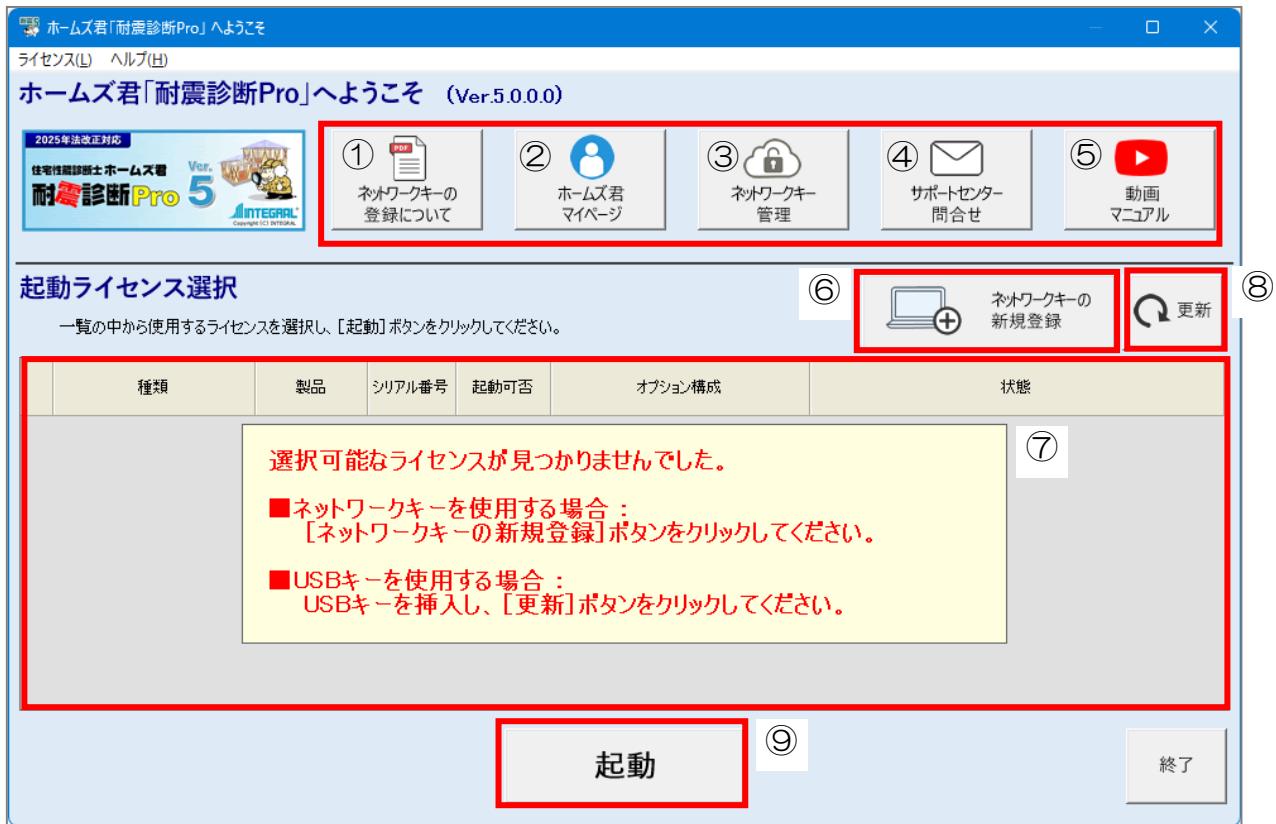 ホームズ君「耐震診断Pro」へようこそ
ライセンス(L) ヘルプ(H)
ホームズ君「耐震診断Pro」へようこそ (Ver.5.0.0.0)
2025年法改正対応
住宅性能診断士 ホームズ君
耐震診断Pro Ver. 5
INTEGRAL
Copyright (C) INTEGRAL
① PDF
ネットワークキーの
登録について
②
ホームズ君
マイページ
③
ネットワークキー
管理
④
サポートセンター
問合せ
⑤
動画
マニュアル
起動ライセンス選択
一覧の中から使用するライセンスを選択し、[起動]ボタンをクリックしてください。
⑥
ネットワークキーの
新規登録
更新
⑧
種類 製品 シリアル番号 起動可否 オプション構成 状態
選択可能なライセンスが見つかりませんでした。
■ネットワークキーを使用する場合：
[ネットワークキーの新規登録]ボタンをクリックしてください。
■USBキーを使用する場合：
USBキーを挿入し、[更新]ボタンをクリックしてください。
⑦
起動
⑨
終了